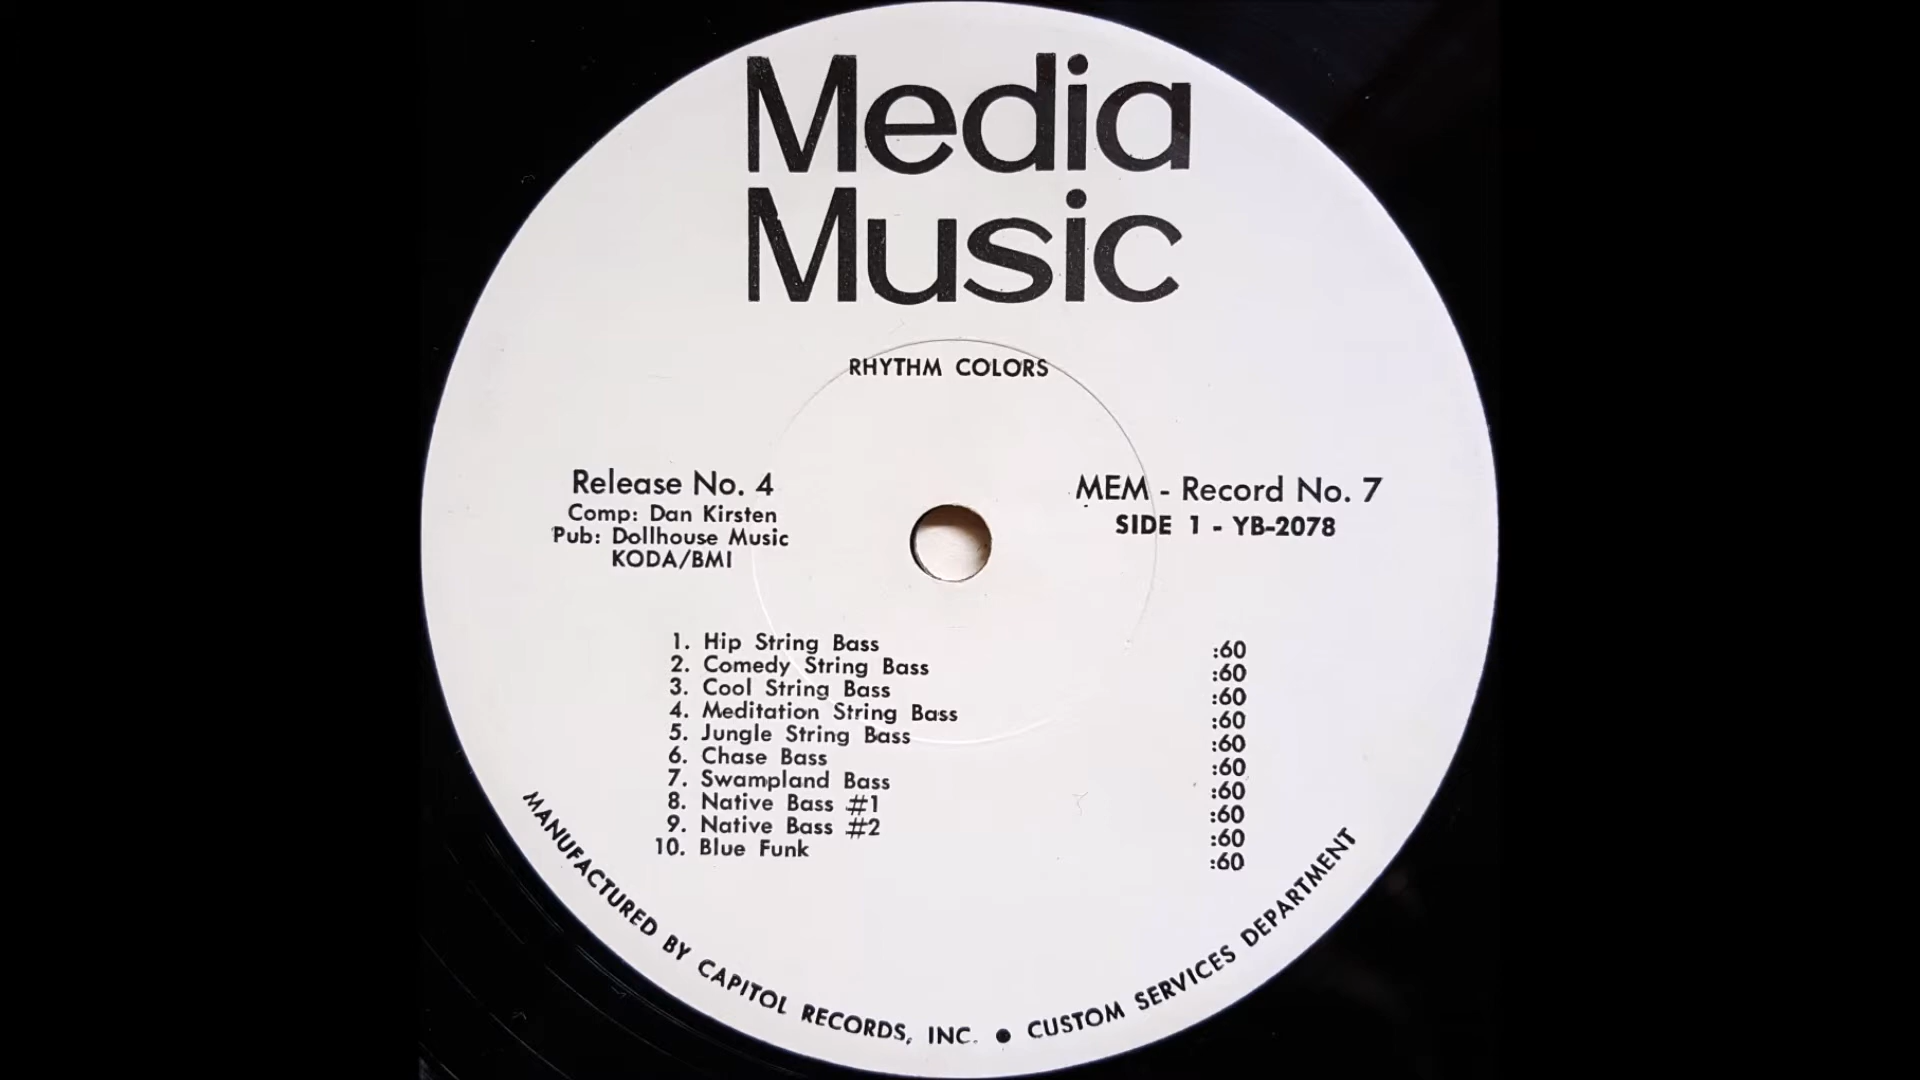 Media
Music
RHYTHM COLORS
Release No. 4
Comp: Dan Kirsten
Pub: Dollhouse Music
KODA/BMI
MEM - Record No. 7
SIDE 1 - YB-2078
1. Hip String Bass :60
2. Comedy String Bass :60
3. Cool String Bass :60
4. Meditation String Bass :60
5. Jungle String Bass :60
6. Chase Bass :60
7. Swampland Bass :60
8. Native Bass #1 :60
9. Native Bass #2 :60
10. Blue Funk :60
MANUFACTURED BY CAPITOL RECORDS, INC. • CUSTOM SERVICES DEPARTMENT